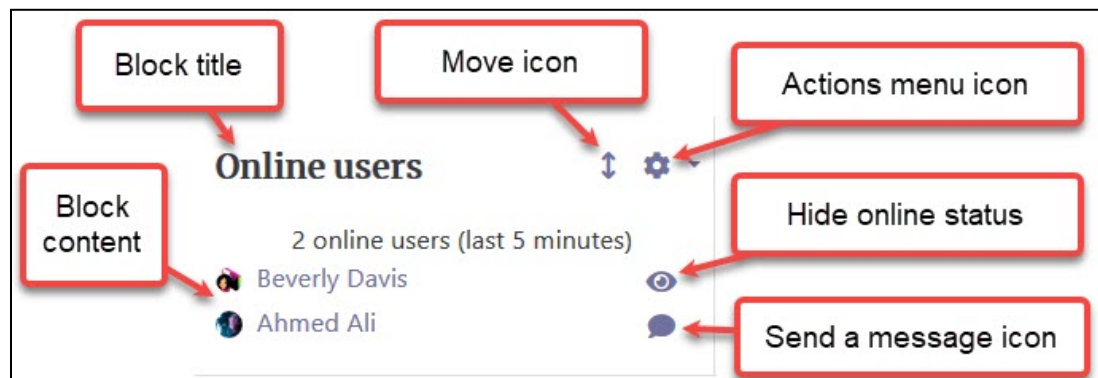 Block title
Move icon
Actions menu icon
Online users
Block
content
Hide online status
2 online users (last 5 minutes)
Beverly Davis
Ahmed Ali
Send a message icon